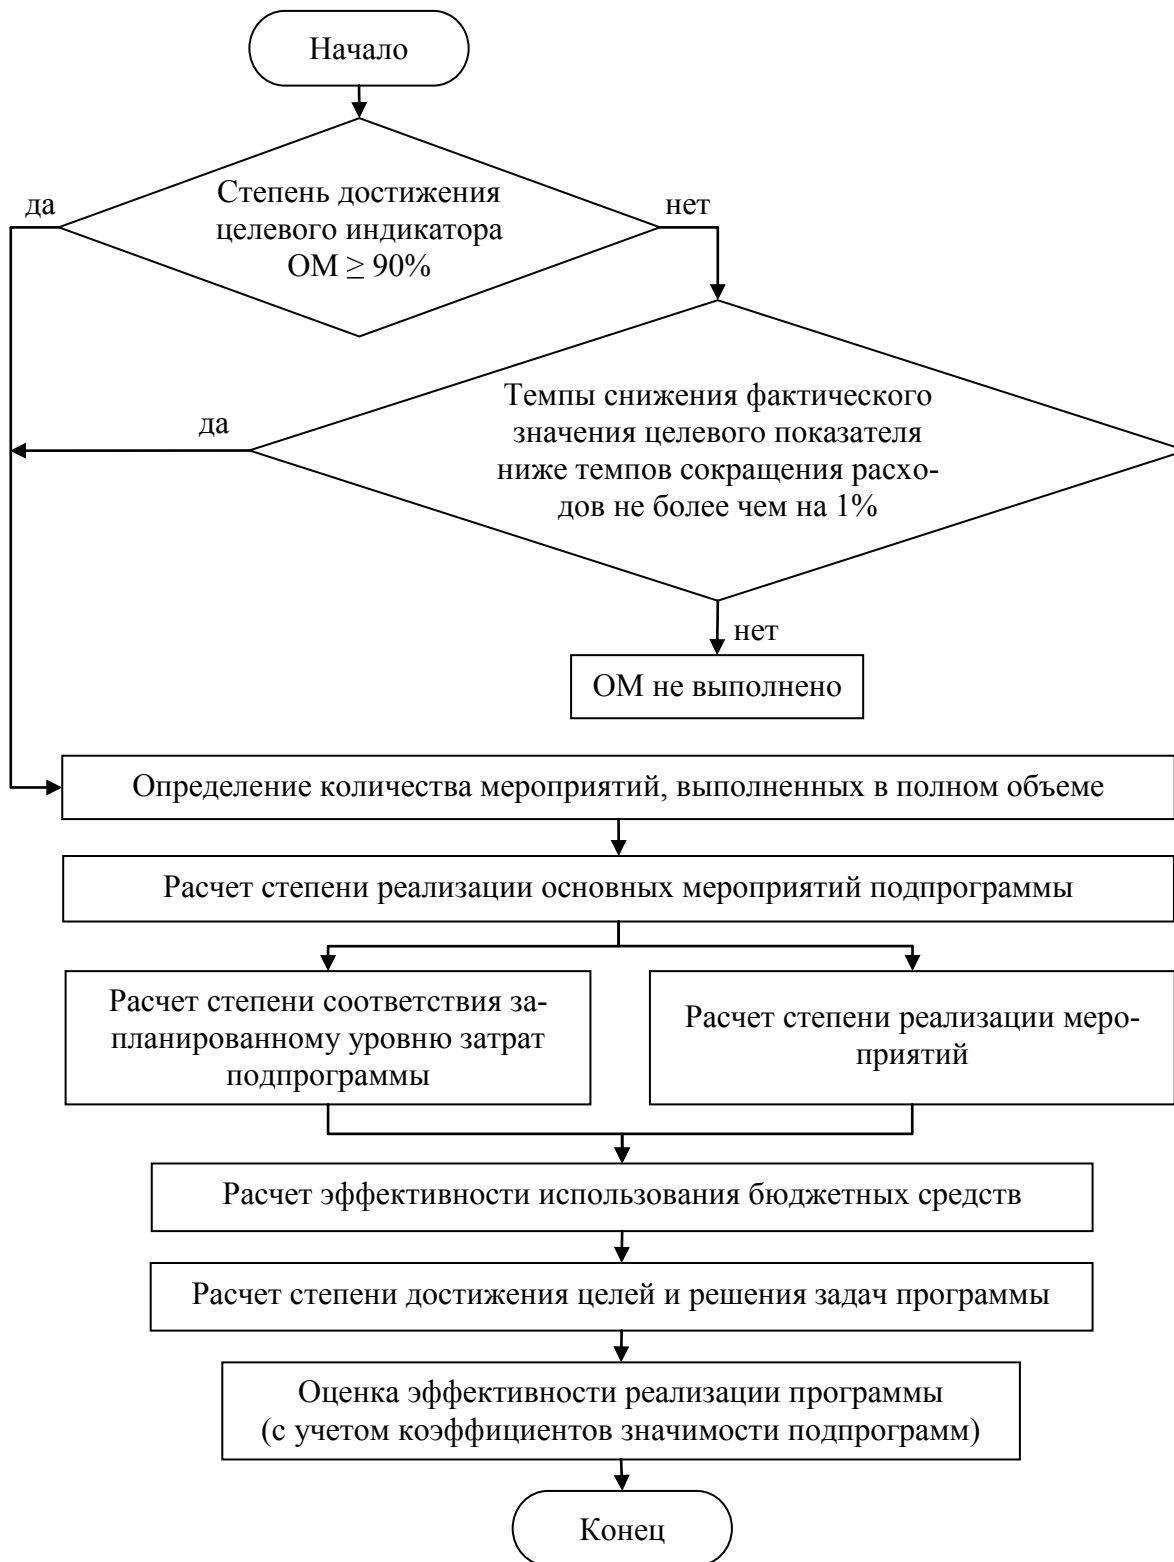 Начало
да
Степень достижения
целевого индикатора
ОМ ≥ 90%
нет
да
Темпы снижения фактического
значения целевого показателя
ниже темпов сокращения расхо-
дов не более чем на 1%
нет
ОМ не выполнено
Определение количества мероприятий, выполненных в полном объеме
Расчет степени реализации основных мероприятий подпрограммы
Расчет степени соответствия за-
планированному уровню затрат
подпрограммы
Расчет степени реализации меро-
приятий
Расчет эффективности использования бюджетных средств
Расчет степени достижения целей и решения задач программы
Оценка эффективности реализации программы
(с учетом коэффициентов значимости подпрограмм)
Конец